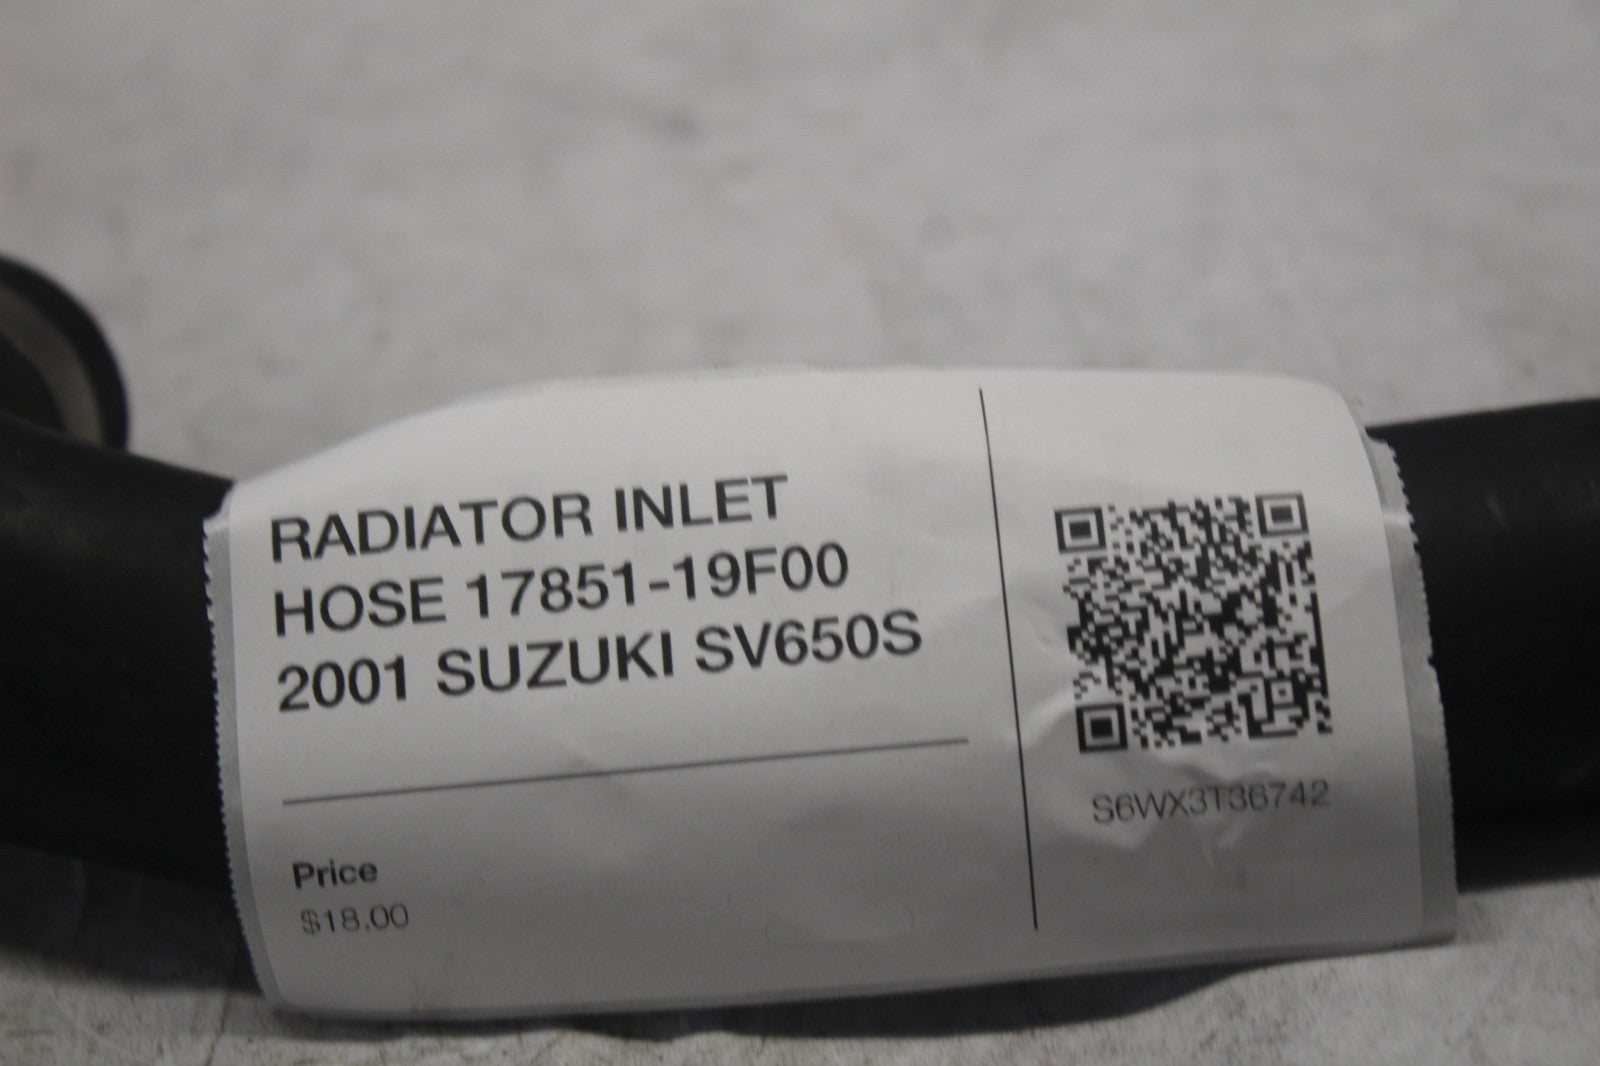 RADIATOR INLET
HOSE 17851-19F00
2001 SUZUKI SV650S
Price
$18.00
S6WX3T36742